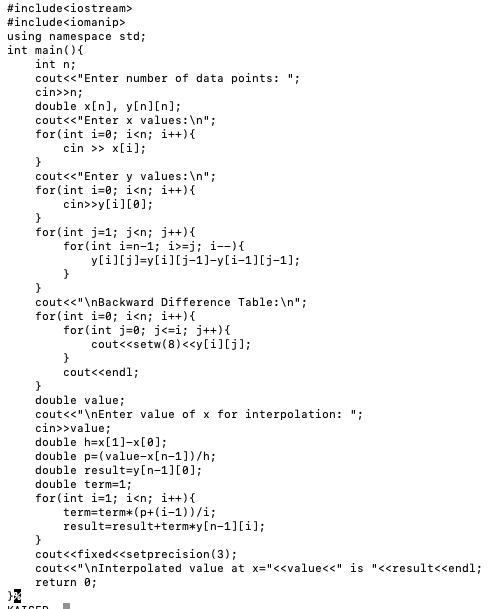 #include<iostream>
#include<iomanip>
using namespace std;
int main(){
    int n;
    cout<<"Enter number of data points: ";
    cin>>n;
    double x[n], y[n][n];
    cout<<"Enter x values:\n";
    for(int i=0; i<n; i++){
        cin >> x[i];
    }
    cout<<"Enter y values:\n";
    for(int i=0; i<n; i++){
        cin>>y[i][0];
    }
    for(int j=1; j<n; j++){
        for(int i=n-1; i>=j; i--){
            y[i][j]=y[i][j-1]-y[i-1][j-1];
        }
    }
    cout<<"\nBackward Difference Table:\n";
    for(int i=0; i<n; i++){
        for(int j=0; j<=i; j++){
            cout<<setw(8)<<y[i][j];
        }
        cout<<endl;
    }
    double value;
    cout<<"\nEnter value of x for interpolation: ";
    cin>>value;
    double h=x[1]-x[0];
    double p=(value-x[n-1])/h;
    double result=y[n-1][0];
    double term=1;
    for(int i=1; i<n; i++){
        term=term*(p+(i-1))/i;
        result=result+term*y[n-1][i];
    }
    cout<<fixed<<setprecision(3);
    cout<<"\nInterpolated value at x="<<value<<" is "<<result<<endl;
    return 0;
}%